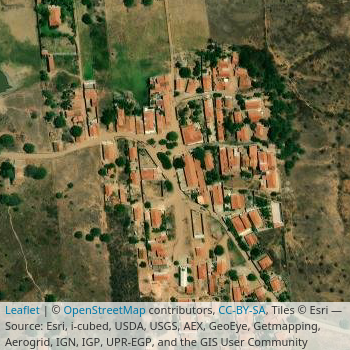 Leaflet | © OpenStreetMap contributors, CC-BY-SA, Tiles © Esri —
Source: Esri, i-cubed, USDA, USGS, AEX, GeoEye, Getmapping,
Aerogrid, IGN, IGP, UPR-EGP, and the GIS User Community